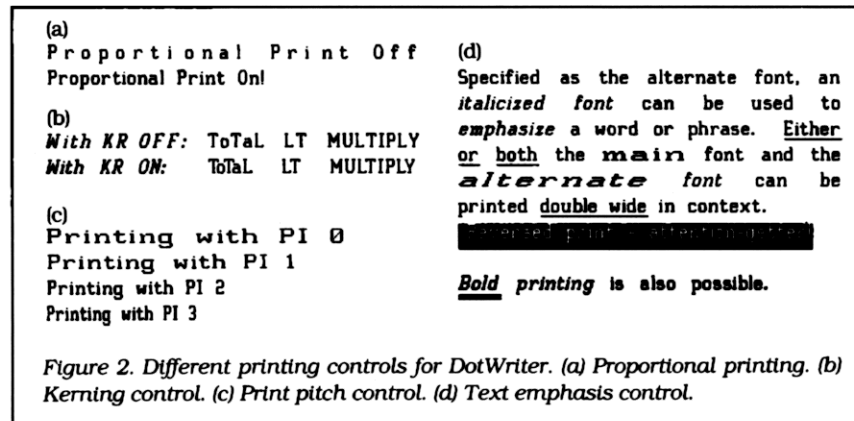 (a)
Proportional Print Off
Proportional Print On!
(b)
With KR OFF: ToTaL LT MULTIPLY
With KR ON: ToTaL LT MULTIPLY
(c)
Printing with PI 0
Printing with PI 1
Printing with PI 2
Printing with PI 3
(d)
Specified as the alternate font, an
italicized font can be used to
emphasize a word or phrase. Either
or both the main font and the
alternate font can be
printed double wide in context.
print attention
Bold printing is also possible.
Figure 2. Different printing controls for DotWriter. (a) Proportional printing. (b)
Kerning control. (c) Print pitch control. (d) Text emphasis control.